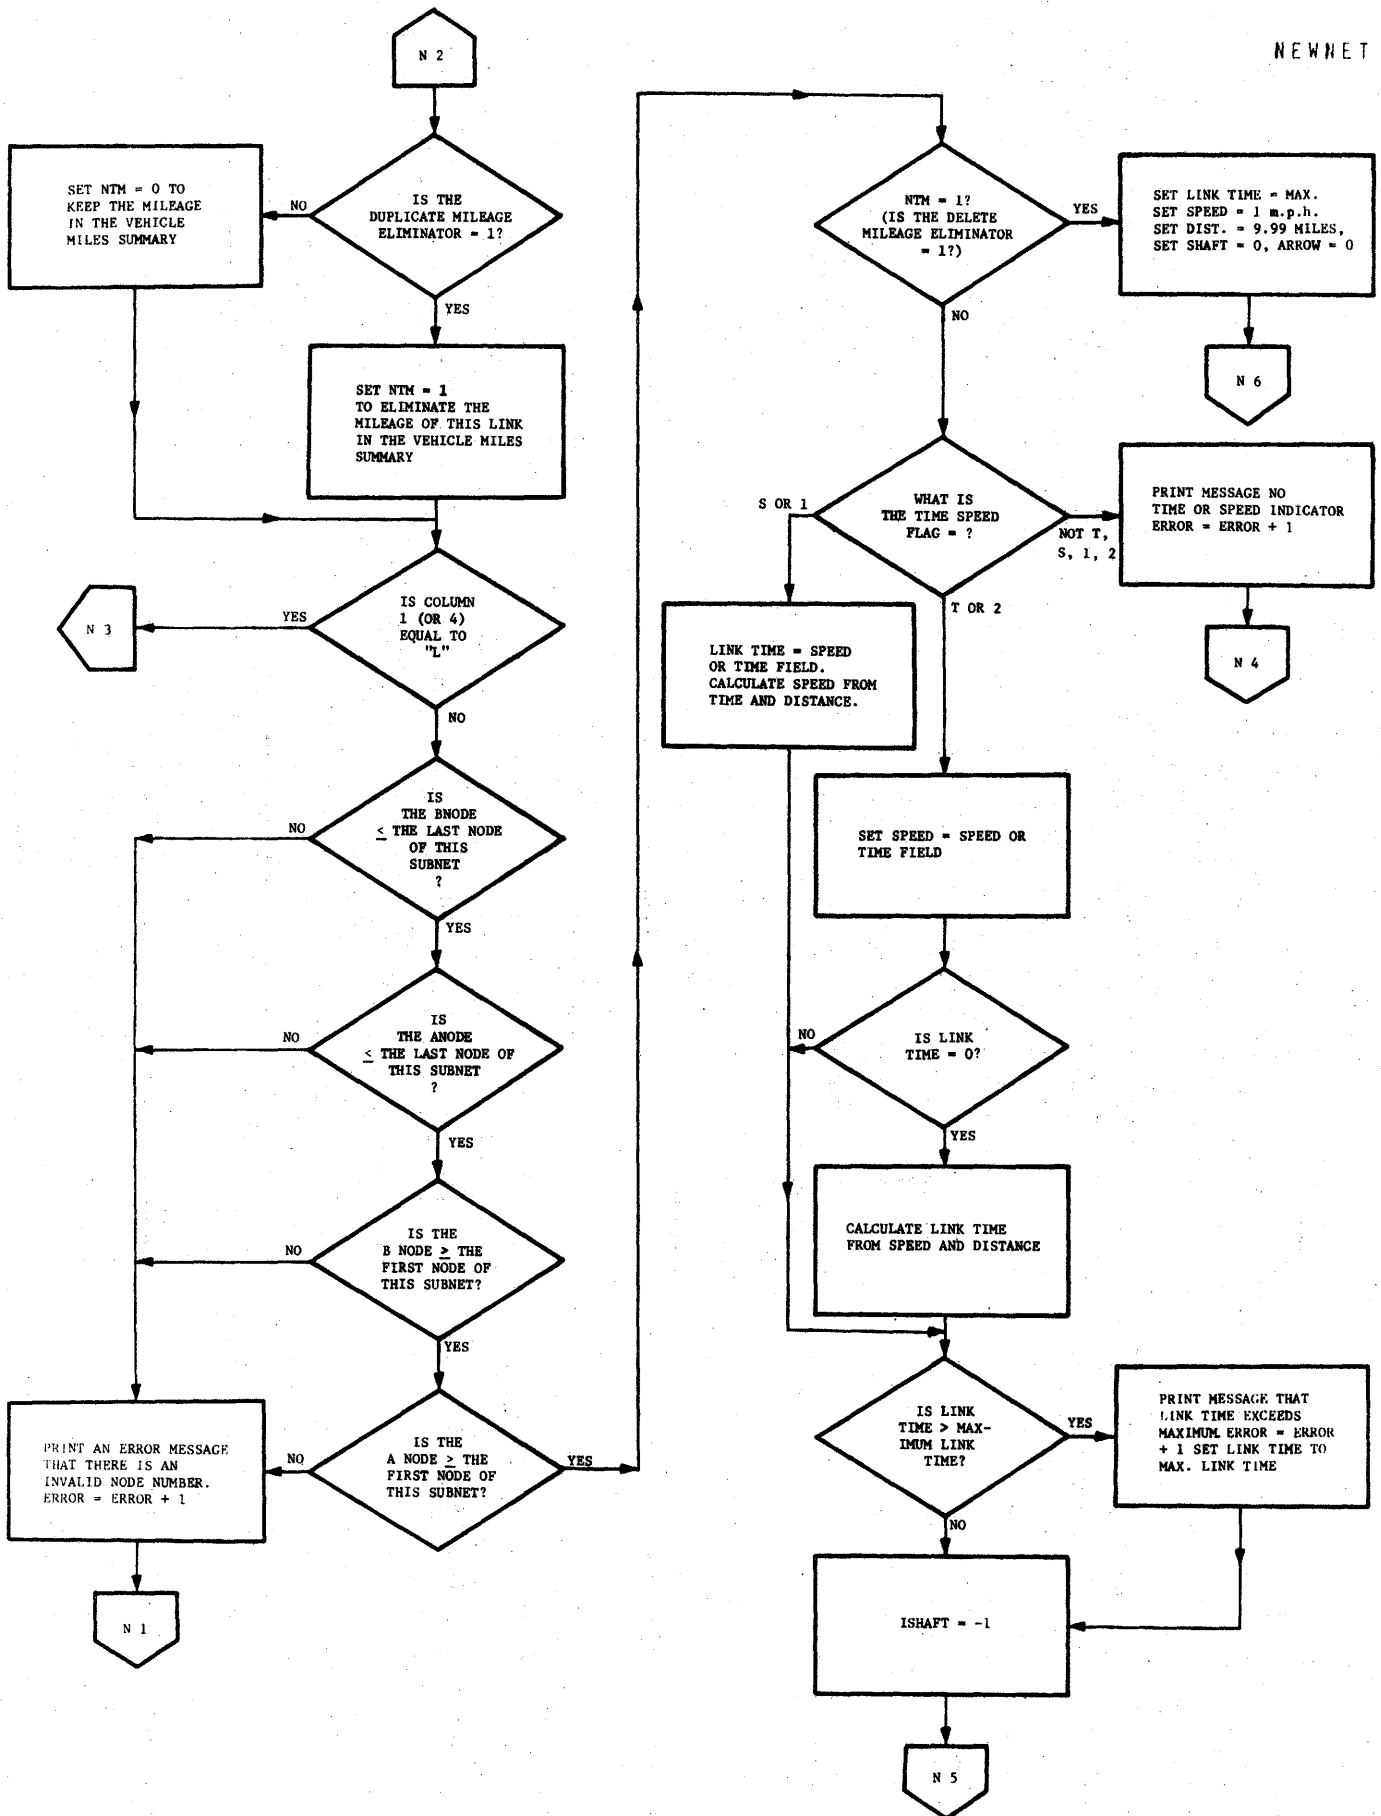 NEWNET
N 2
IS THE
DUPLICATE MILEAGE
ELIMINATOR = 1?
NO
SET NTM = 0 TO
KEEP THE MILEAGE
IN THE VEHICLE
MILES SUMMARY
YES
SET NTM = 1
TO ELIMINATE THE
MILEAGE OF THIS LINK
IN THE VEHICLE MILES
SUMMARY
IS COLUMN
1 (OR 4)
EQUAL TO
"L"
YES
N 3
NO
IS
THE BNODE
≤ THE LAST NODE
OF THIS
SUBNET
?
NO
YES
IS
THE ANODE
≤ THE LAST NODE OF
THIS SUBNET
?
NO
YES
IS THE
B NODE ≥ THE
FIRST NODE OF
THIS SUBNET?
NO
YES
IS THE
A NODE ≥ THE
FIRST NODE OF
THIS SUBNET?
NO
YES
PRINT AN ERROR MESSAGE
THAT THERE IS AN
INVALID NODE NUMBER.
ERROR = ERROR + 1
N 1
NTM = 1?
(IS THE DELETE
MILEAGE ELIMINATOR
= 1?)
YES
SET LINK TIME = MAX.
SET SPEED = 1 m.p.h.
SET DIST. = 9.99 MILES,
SET SHAFT = 0, ARROW = 0
N 6
NO
WHAT IS
THE TIME SPEED
FLAG = ?
S OR 1
NOT T,
S, 1, 2
PRINT MESSAGE NO
TIME OR SPEED INDICATOR
ERROR = ERROR + 1
N 4
T OR 2
LINK TIME = SPEED
OR TIME FIELD.
CALCULATE SPEED FROM
TIME AND DISTANCE.
SET SPEED = SPEED OR
TIME FIELD
IS LINK
TIME = 0?
NO
YES
CALCULATE LINK TIME
FROM SPEED AND DISTANCE
IS LINK
TIME > MAX-
IMUM LINK
TIME?
YES
PRINT MESSAGE THAT
LINK TIME EXCEEDS
MAXIMUM ERROR = ERROR
+ 1 SET LINK TIME TO
MAX. LINK TIME
NO
ISHAFT = -1
N 5